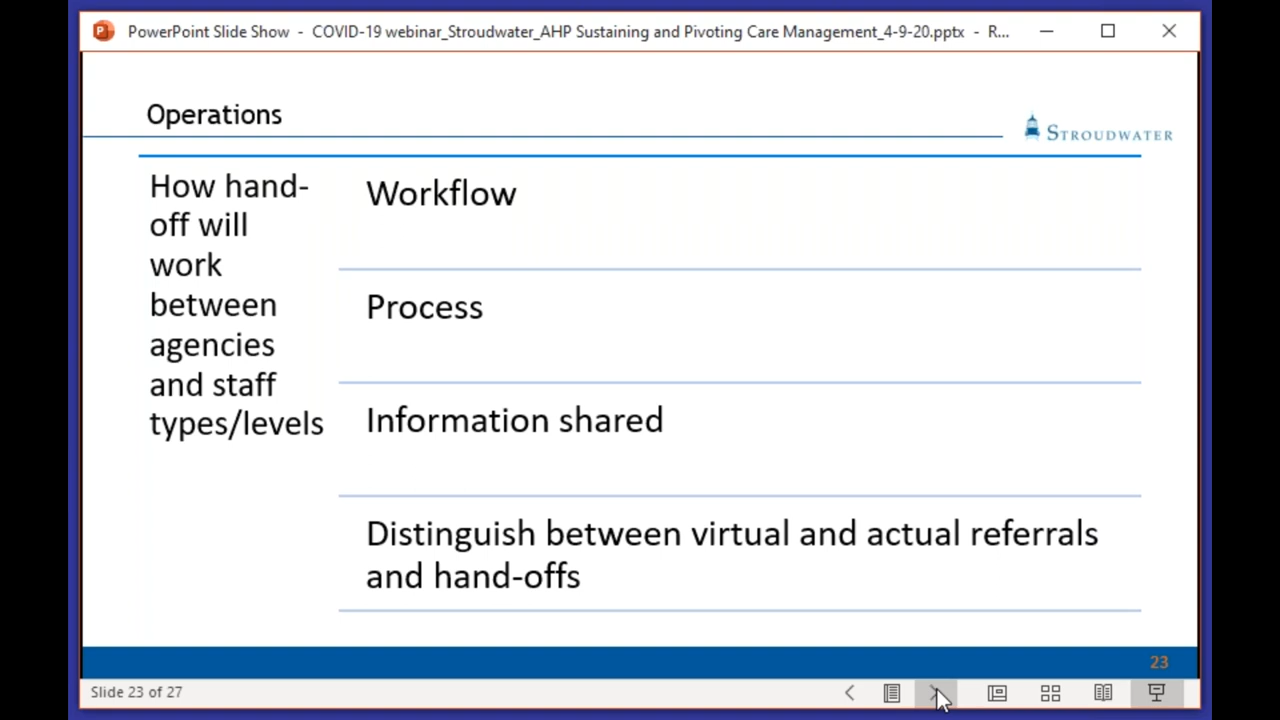 PowerPoint Slide Show - COVID-19 webinar_Stroudwater_AHP Sustaining and Pivoting Care Management_4-9-20.pptx - R...
Operations
STROUDWATER
How hand-
off will
work
between
agencies
and staff
types/levels
Workflow
Process
Information shared
Distinguish between virtual and actual referrals
and hand-offs
23
Slide 23 of 27